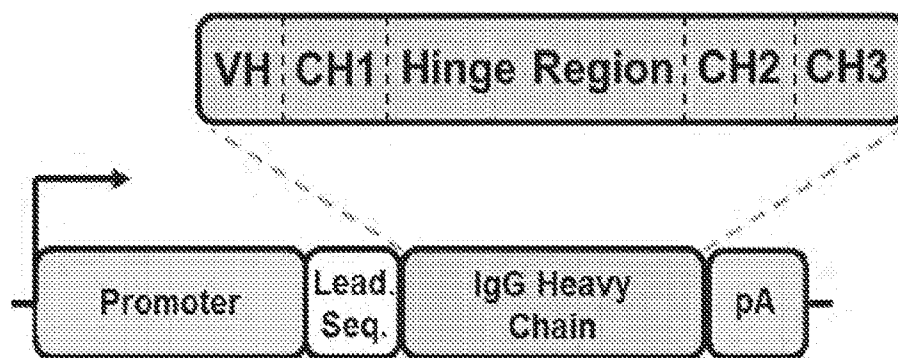 VH CH1 Hinge Region CH2 CH3
Promoter
Lead.
Seq.
IgG Heavy
Chain
pA